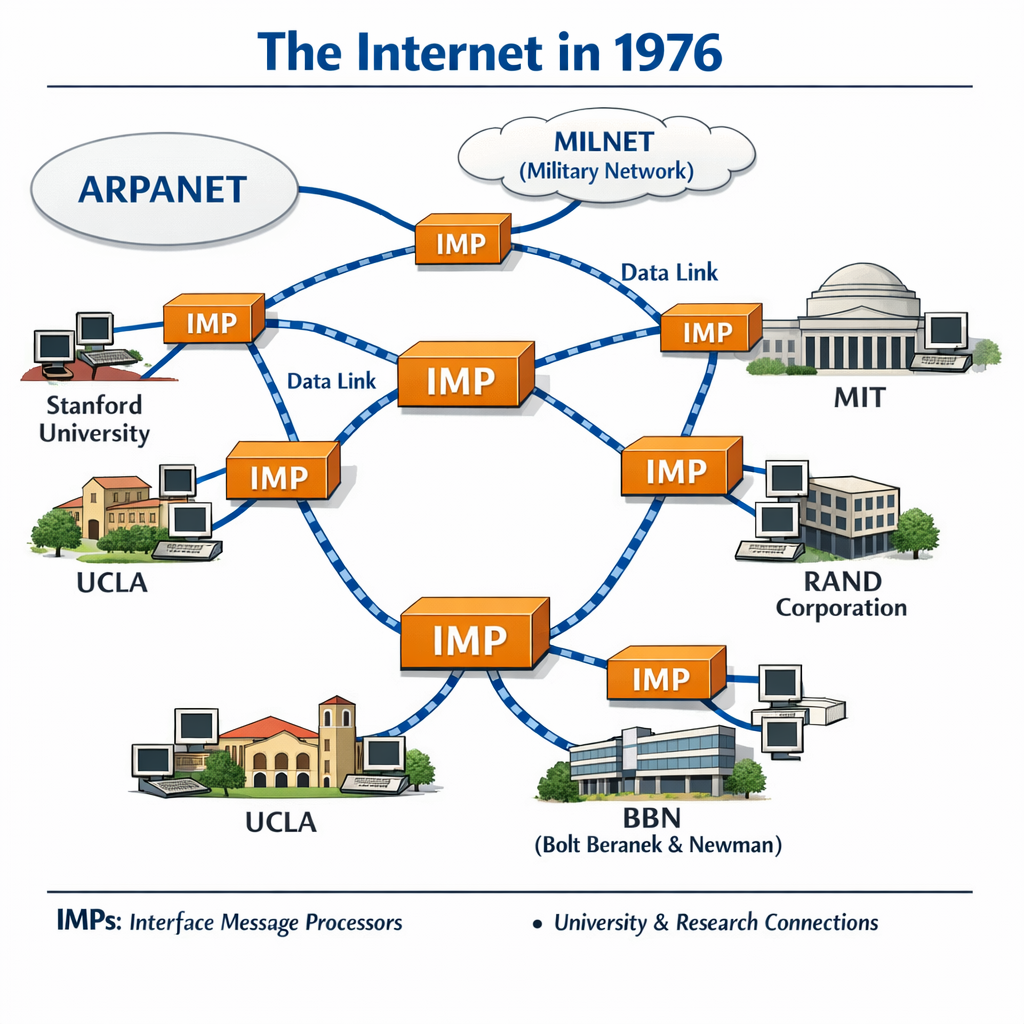 The Internet in 1976
ARPANET
MILNET
(Military Network)
IMP
Data Link
IMP
IMP
Data Link
IMP
Stanford
University
MIT
IMP
IMP
UCLA
RAND
Corporation
IMP
IMP
UCLA
BBN
(Bolt Beranek & Newman)
IMPs: Interface Message Processors
• University & Research Connections